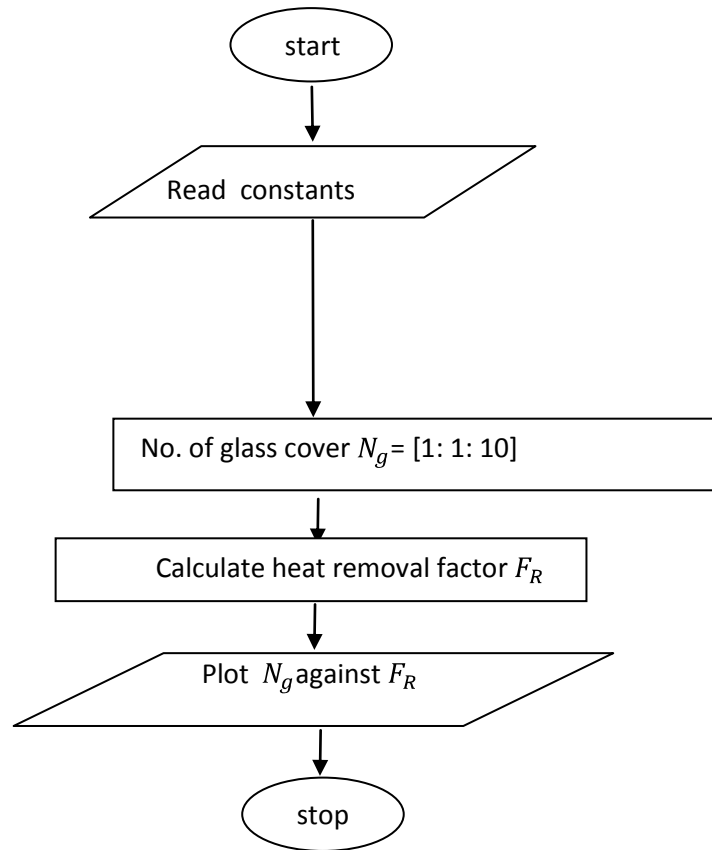 start
Read constants
No. of glass cover N_g= [1: 1: 10]
Calculate heat removal factor F_R
Plot N_g against F_R
stop